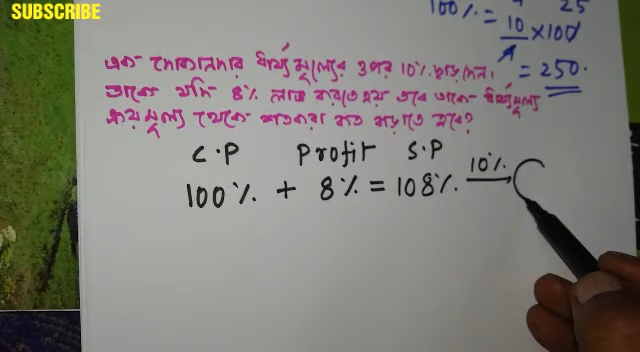 SUBSCRIBE
25
100% = 10 × 100
= 250.
এক দোকানদার ধার্য্য মূল্যের ওপর 10% ছাড় দেন।
তাকে যদি 8% লাভ করতে হয় তবে তাকে ধার্য্যমূল্য
ক্রয়মূল্য থেকে শতকরা কত বাড়াতে হবে?
C.P Profit S.P
100% + 8% = 108% 10%